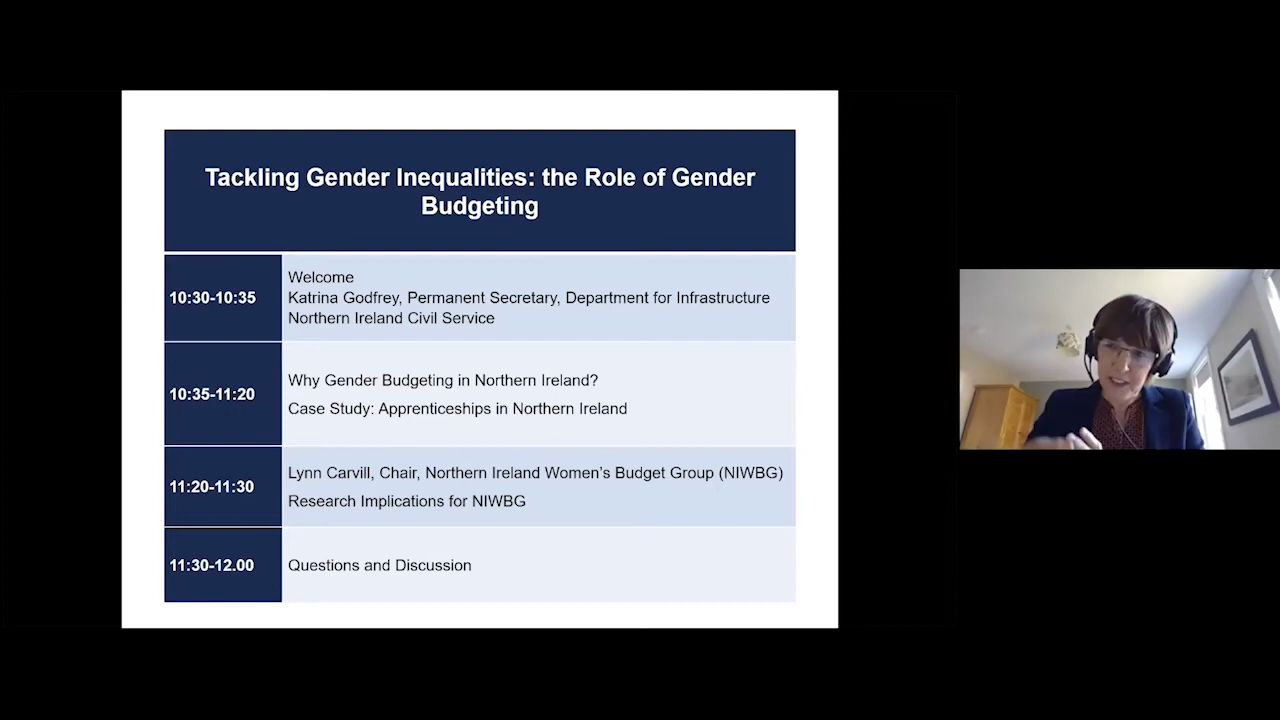 Tackling Gender Inequalities: the Role of Gender
Budgeting
10:30-10:35
Welcome
Katrina Godfrey, Permanent Secretary, Department for Infrastructure
Northern Ireland Civil Service
10:35-11:20
Why Gender Budgeting in Northern Ireland?
Case Study: Apprenticeships in Northern Ireland
11:20-11:30
Lynn Carvill, Chair, Northern Ireland Women’s Budget Group (NIWBG)
Research Implications for NIWBG
11:30-12.00
Questions and Discussion